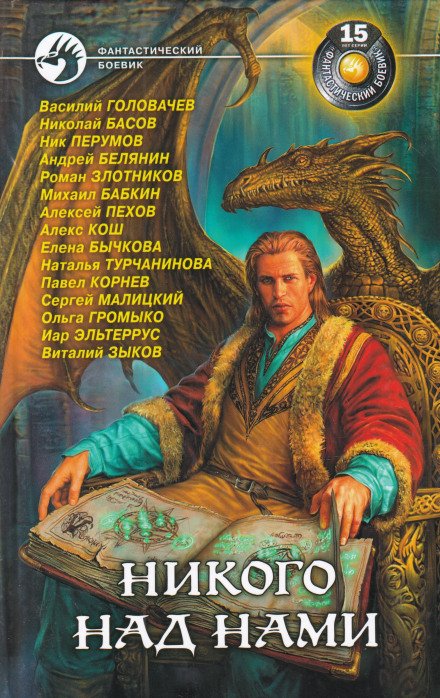 ФАНТАСТИЧЕСКИЙ
БОЕВИК
15
ЛЕТ СЕРИИ
«ФАНТАСТИЧЕСКИЙ БОЕВИК»
Василий ГОЛОВАЧЕВ
Николай БАСОВ
Ник ПЕРУМОВ
Андрей БЕЛЯНИН
Роман ЗЛОТНИКОВ
Михаил БАБКИН
Алексей ПЕХОВ
Алекс КОШ
Елена БЫЧКОВА
Наталья ТУРЧАНИНОВА
Павел КОРНЕВ
Сергей МАЛИЦКИЙ
Ольга ГРОМЫКО
Иар ЭЛЬТЕРРУС
Виталий ЗЫКОВ
НИКОГО
НАД НАМИ